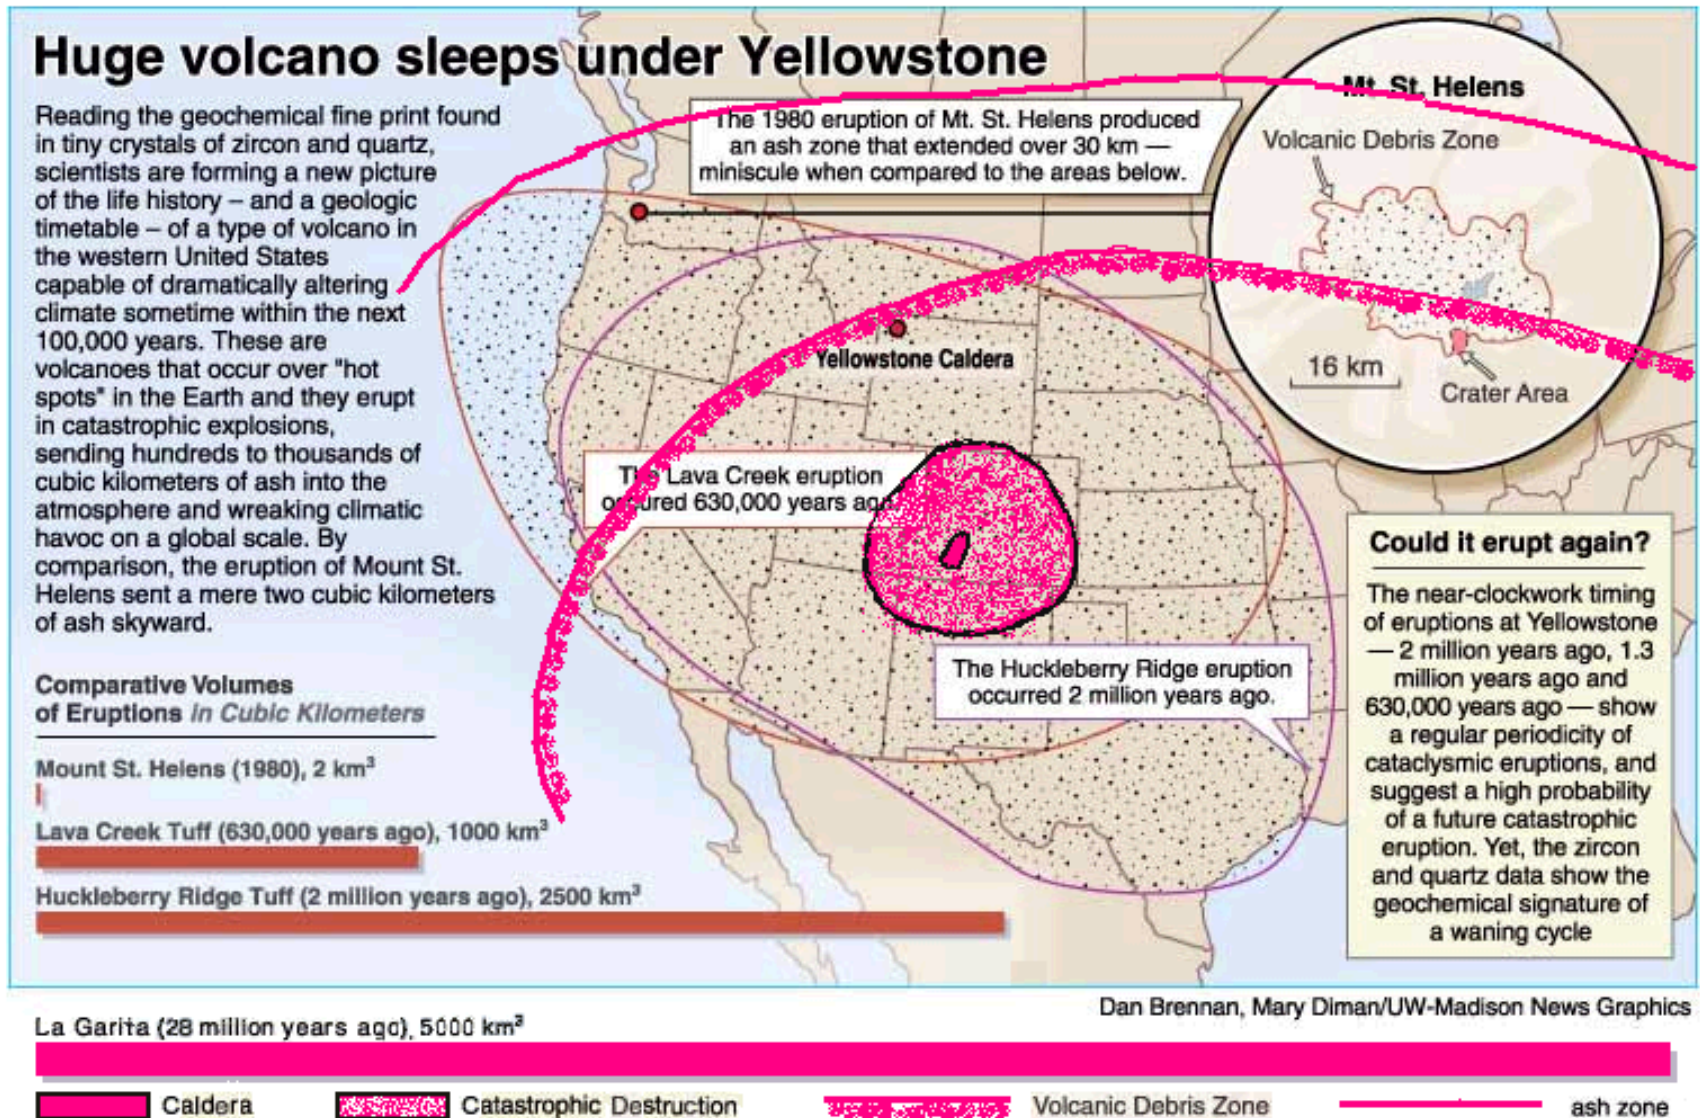 Huge volcano sleeps under Yellowstone
Reading the geochemical fine print found
in tiny crystals of zircon and quartz,
scientists are forming a new picture
of the life history – and a geologic
timetable – of a type of volcano in
the western United States
capable of dramatically altering
climate sometime within the next
100,000 years. These are
volcanoes that occur over "hot
spots" in the Earth and they erupt
in catastrophic explosions,
sending hundreds to thousands of
cubic kilometers of ash into the
atmosphere and wreaking climatic
havoc on a global scale. By
comparison, the eruption of Mount St.
Helens sent a mere two cubic kilometers
of ash skyward.
The 1980 eruption of Mt. St. Helens produced
an ash zone that extended over 30 km —
miniscule when compared to the areas below.
Mt. St. Helens
Volcanic Debris Zone
16 km
Crater Area
Yellowstone Caldera
The Lava Creek eruption
occured 630,000 years ago
The Huckleberry Ridge eruption
occurred 2 million years ago.
Could it erupt again?
The near-clockwork timing
of eruptions at Yellowstone
— 2 million years ago, 1.3
million years ago and
630,000 years ago — show
a regular periodicity of
cataclysmic eruptions, and
suggest a high probability
of a future catastrophic
eruption. Yet, the zircon
and quartz data show the
geochemical signature of
a waning cycle
Comparative Volumes
of Eruptions In Cubic Kilometers
Mount St. Helens (1980), 2 km³
Lava Creek Tuff (630,000 years ago), 1000 km³
Huckleberry Ridge Tuff (2 million years ago), 2500 km³
Dan Brennan, Mary Diman/UW-Madison News Graphics
La Garita (28 million years ago), 5000 km³
Caldera
Catastrophic Destruction
Volcanic Debris Zone
ash zone